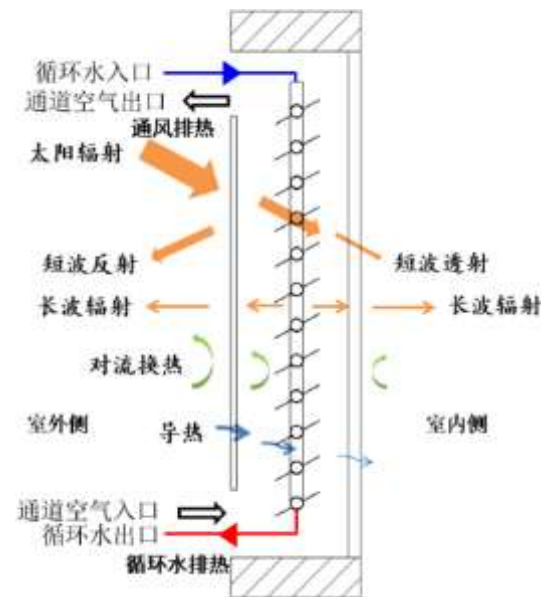 循环水入口
通道空气出口
通风排热
太阳辐射
短波反射
短波透射
长波辐射
长波辐射
对流换热
室外侧
导热
室内侧
通道空气入口
循环水出口
循环水排热